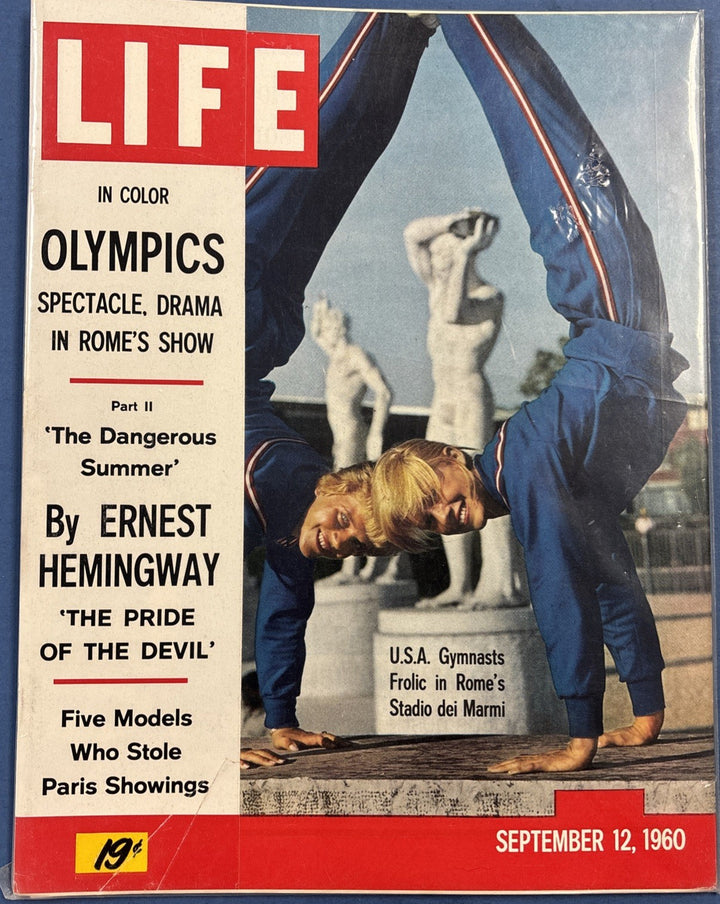 LIFE
IN COLOR
OLYMPICS
SPECTACLE, DRAMA
IN ROME'S SHOW
Part II
'The Dangerous
Summer'
By ERNEST
HEMINGWAY
'THE PRIDE
OF THE DEVIL'
Five Models
Who Stole
Paris Showings
U.S.A. Gymnasts
Frolic in Rome's
Stadio dei Marmi
19¢
SEPTEMBER 12, 1960